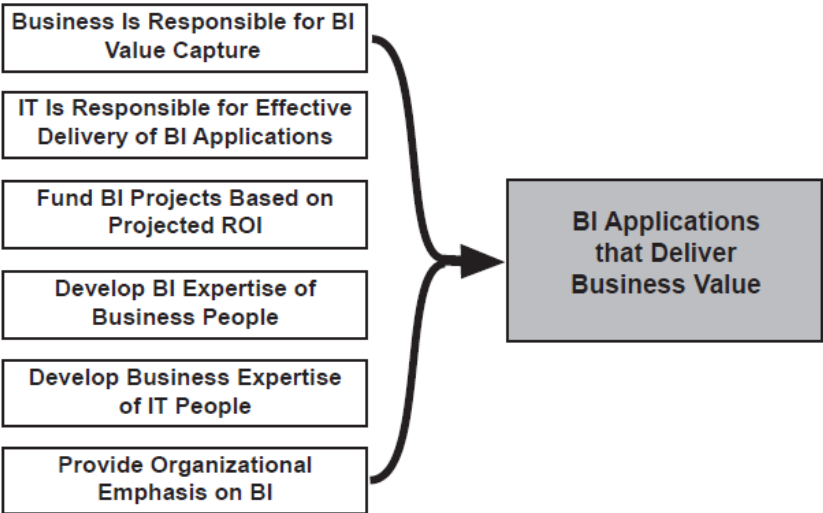 Business Is Responsible for BI
Value Capture
IT Is Responsible for Effective
Delivery of BI Applications
Fund BI Projects Based on
Projected ROI
Develop BI Expertise of
Business People
Develop Business Expertise
of IT People
Provide Organizational
Emphasis on BI
BI Applications
that Deliver
Business Value